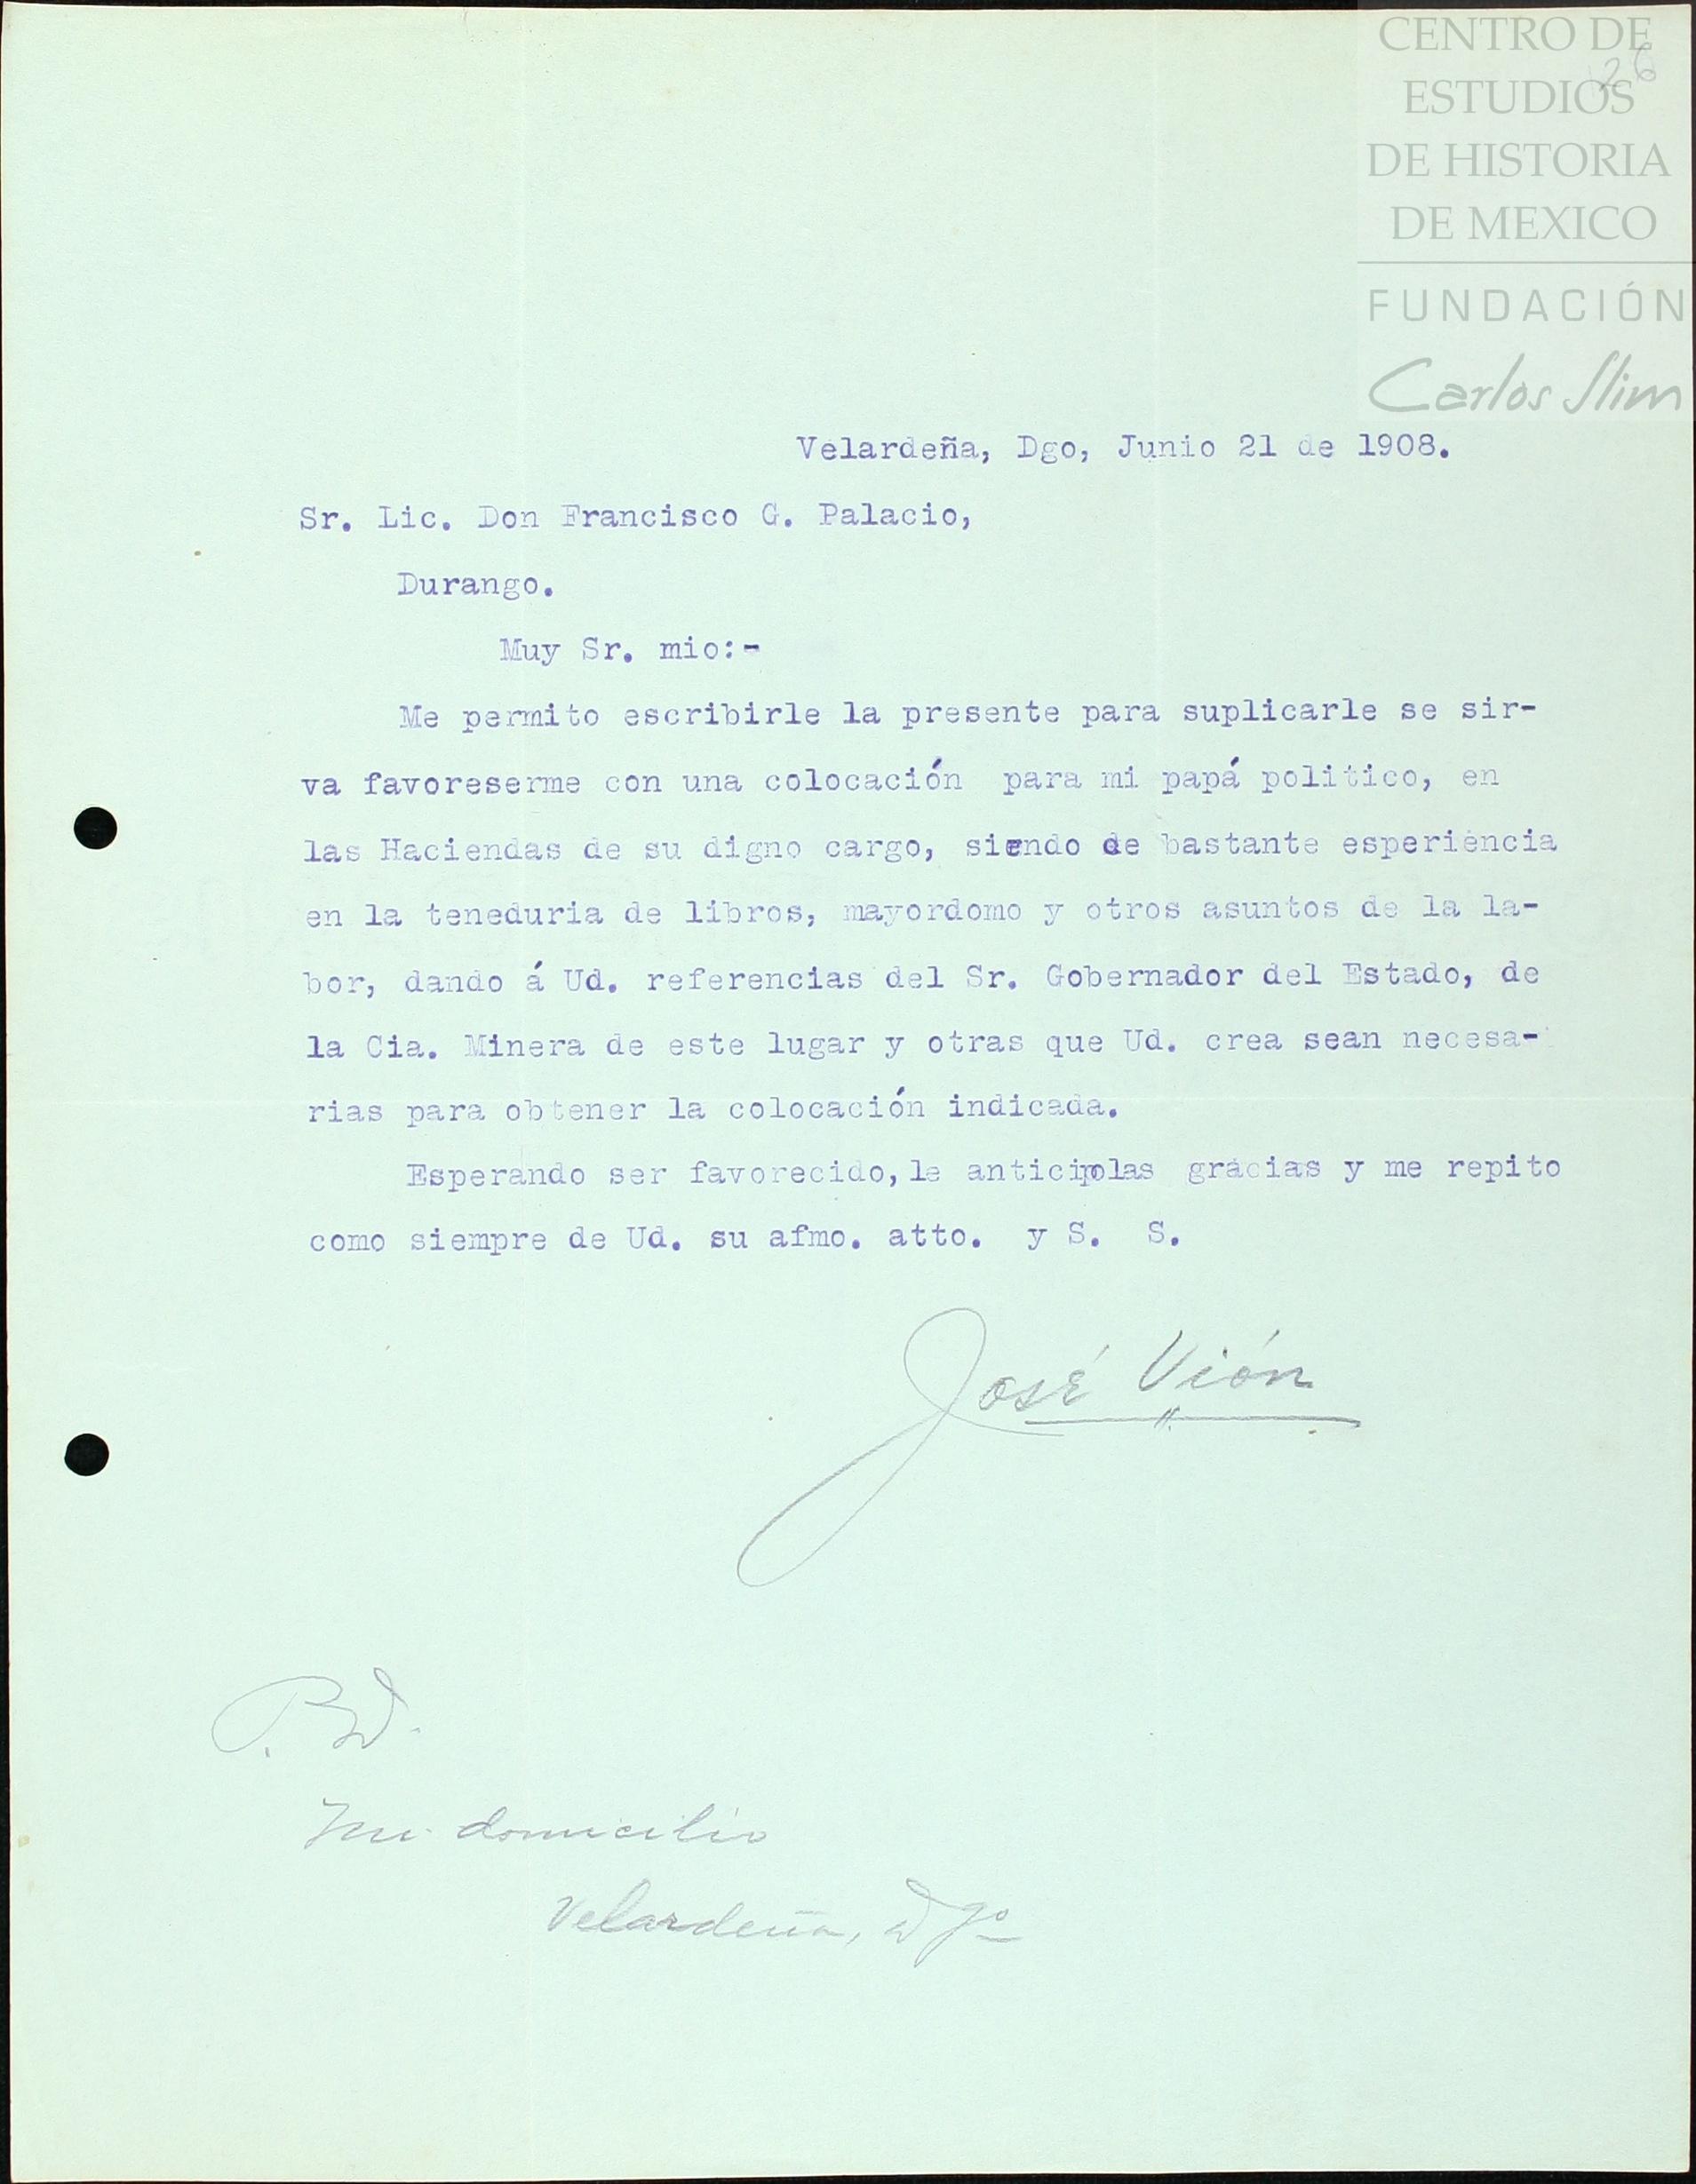 CENTRO DE
ESTUDIOS
DE HISTORIA
DE MEXICO
FUNDACIÓN
Carlos Slim
26
Velardeña, Dgo, Junio 21 de 1908.
Sr. Lic. Don Francisco G. Palacio,
Durango.
Muy Sr. mio:-
Me permito escribirle la presente para suplicarle se sir-
va favoreserme con una colocación para mi papá politico, en
las Haciendas de su digno cargo, siendo de bastante esperiencia
en la teneduria de libros, mayordomo y otros asuntos de la la-
bor, dando á Ud. referencias del Sr. Gobernador del Estado, de
la Cia. Minera de este lugar y otras que Ud. crea sean necesa-
rias para obtener la colocación indicada.
Esperando ser favorecido, le anticipolas gracias y me repito
como siempre de Ud. su afmo. atto. y S. S.
José Vión
P. D.
Mi domicilio
Velardeña, Dgo